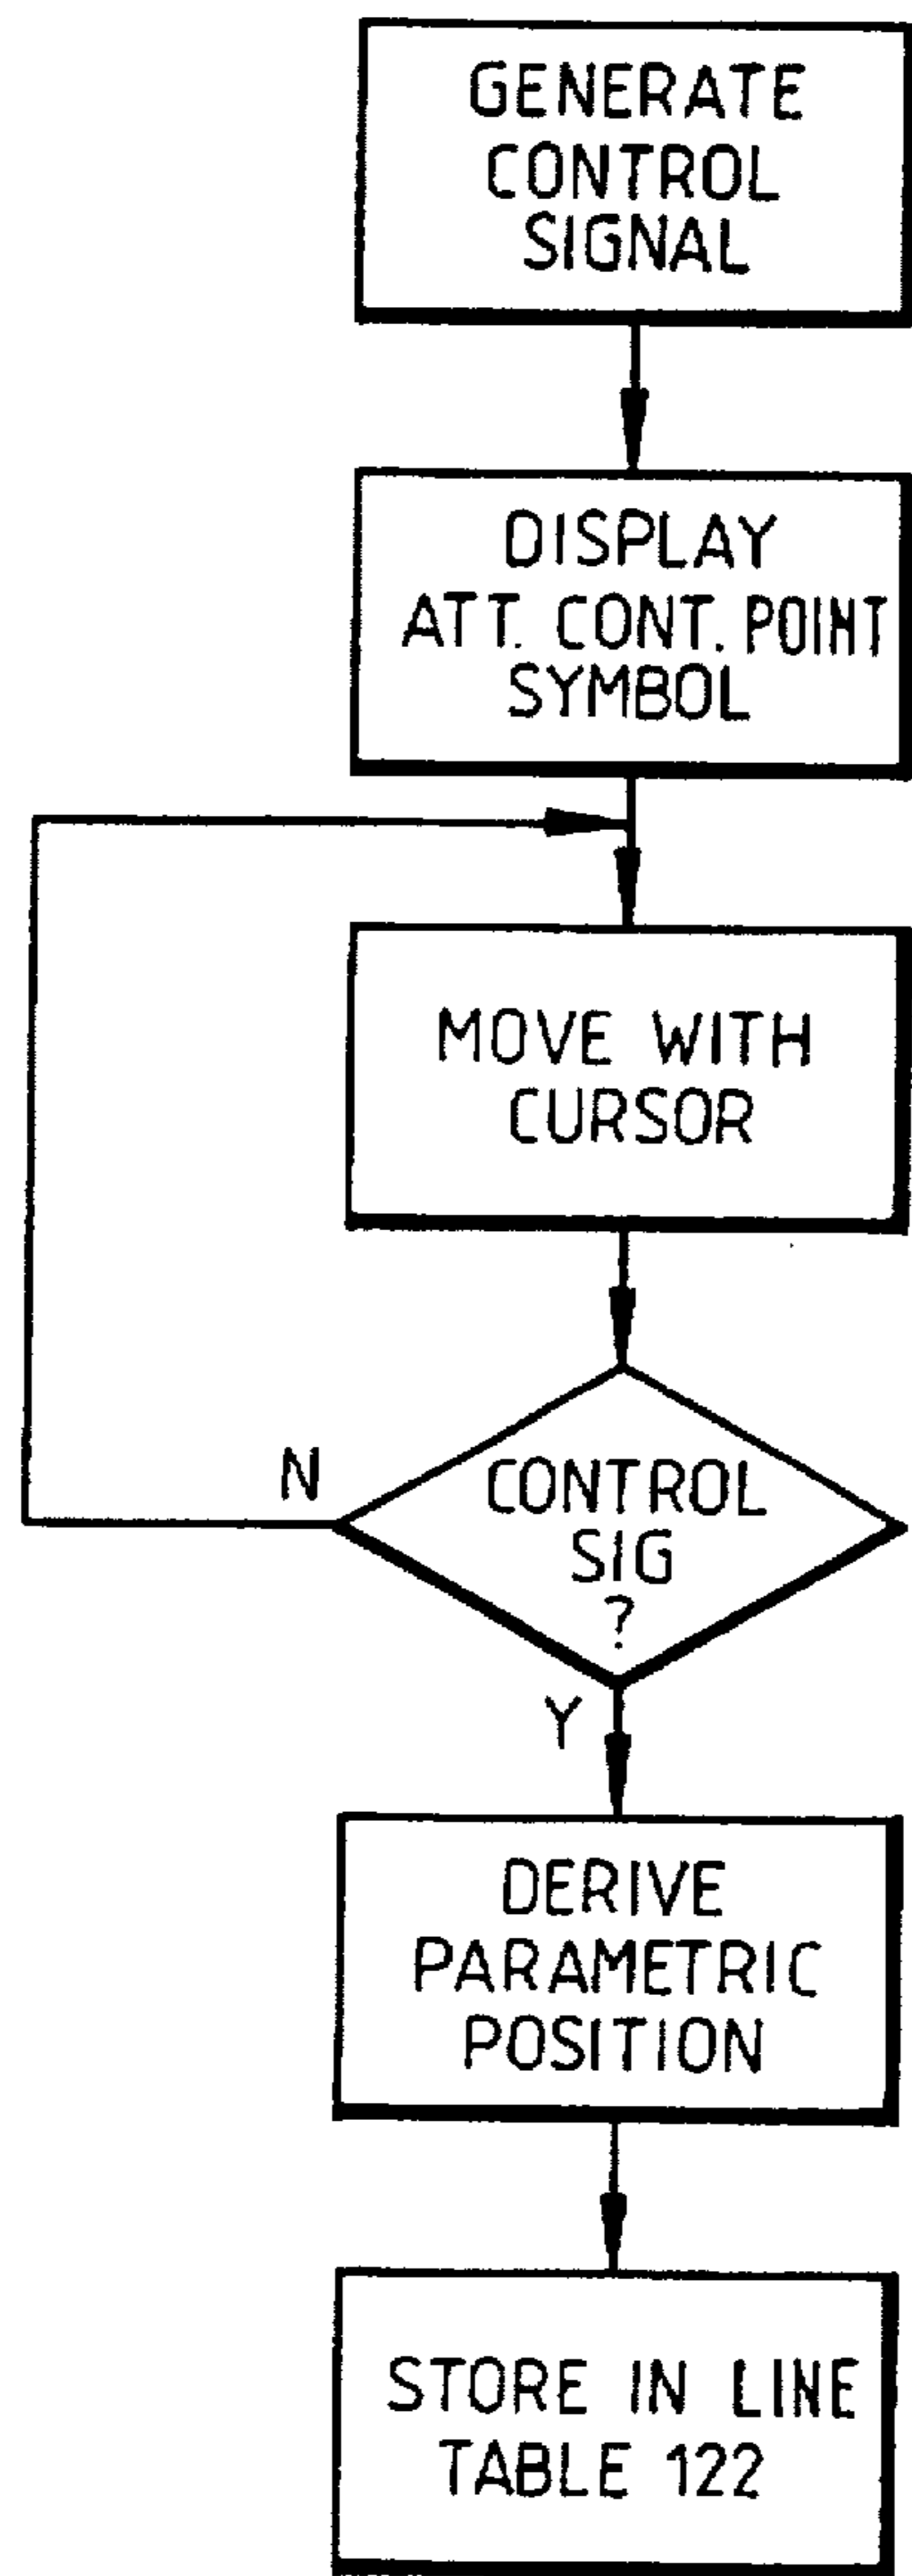 GENERATE
CONTROL
SIGNAL
DISPLAY
ATT. CONT. POINT
SYMBOL
MOVE WITH
CURSOR
N
CONTROL
SIG
?
Y
DERIVE
PARAMETRIC
POSITION
STORE IN LINE
TABLE 122